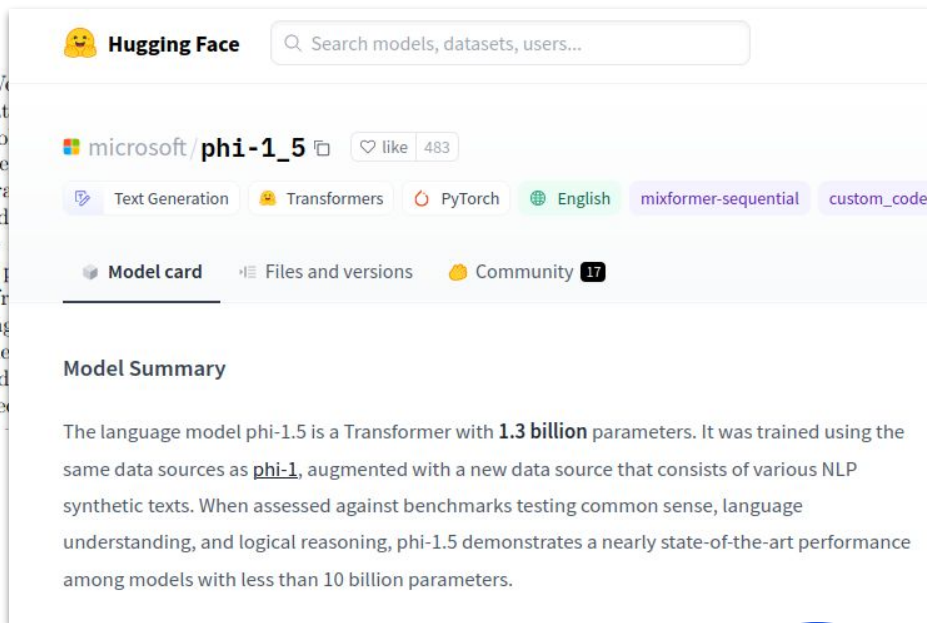 Hugging Face
Search models, datasets, users...
microsoft/phi-1_5
like 483
Text Generation Transformers PyTorch English mixformer-sequential custom_code
Model card Files and versions Community 17
Model Summary
The language model phi-1.5 is a Transformer with 1.3 billion parameters. It was trained using the
same data sources as phi-1, augmented with a new data source that consists of various NLP
synthetic texts. When assessed against benchmarks testing common sense, language
understanding, and logical reasoning, phi-1.5 demonstrates a nearly state-of-the-art performance
among models with less than 10 billion parameters.